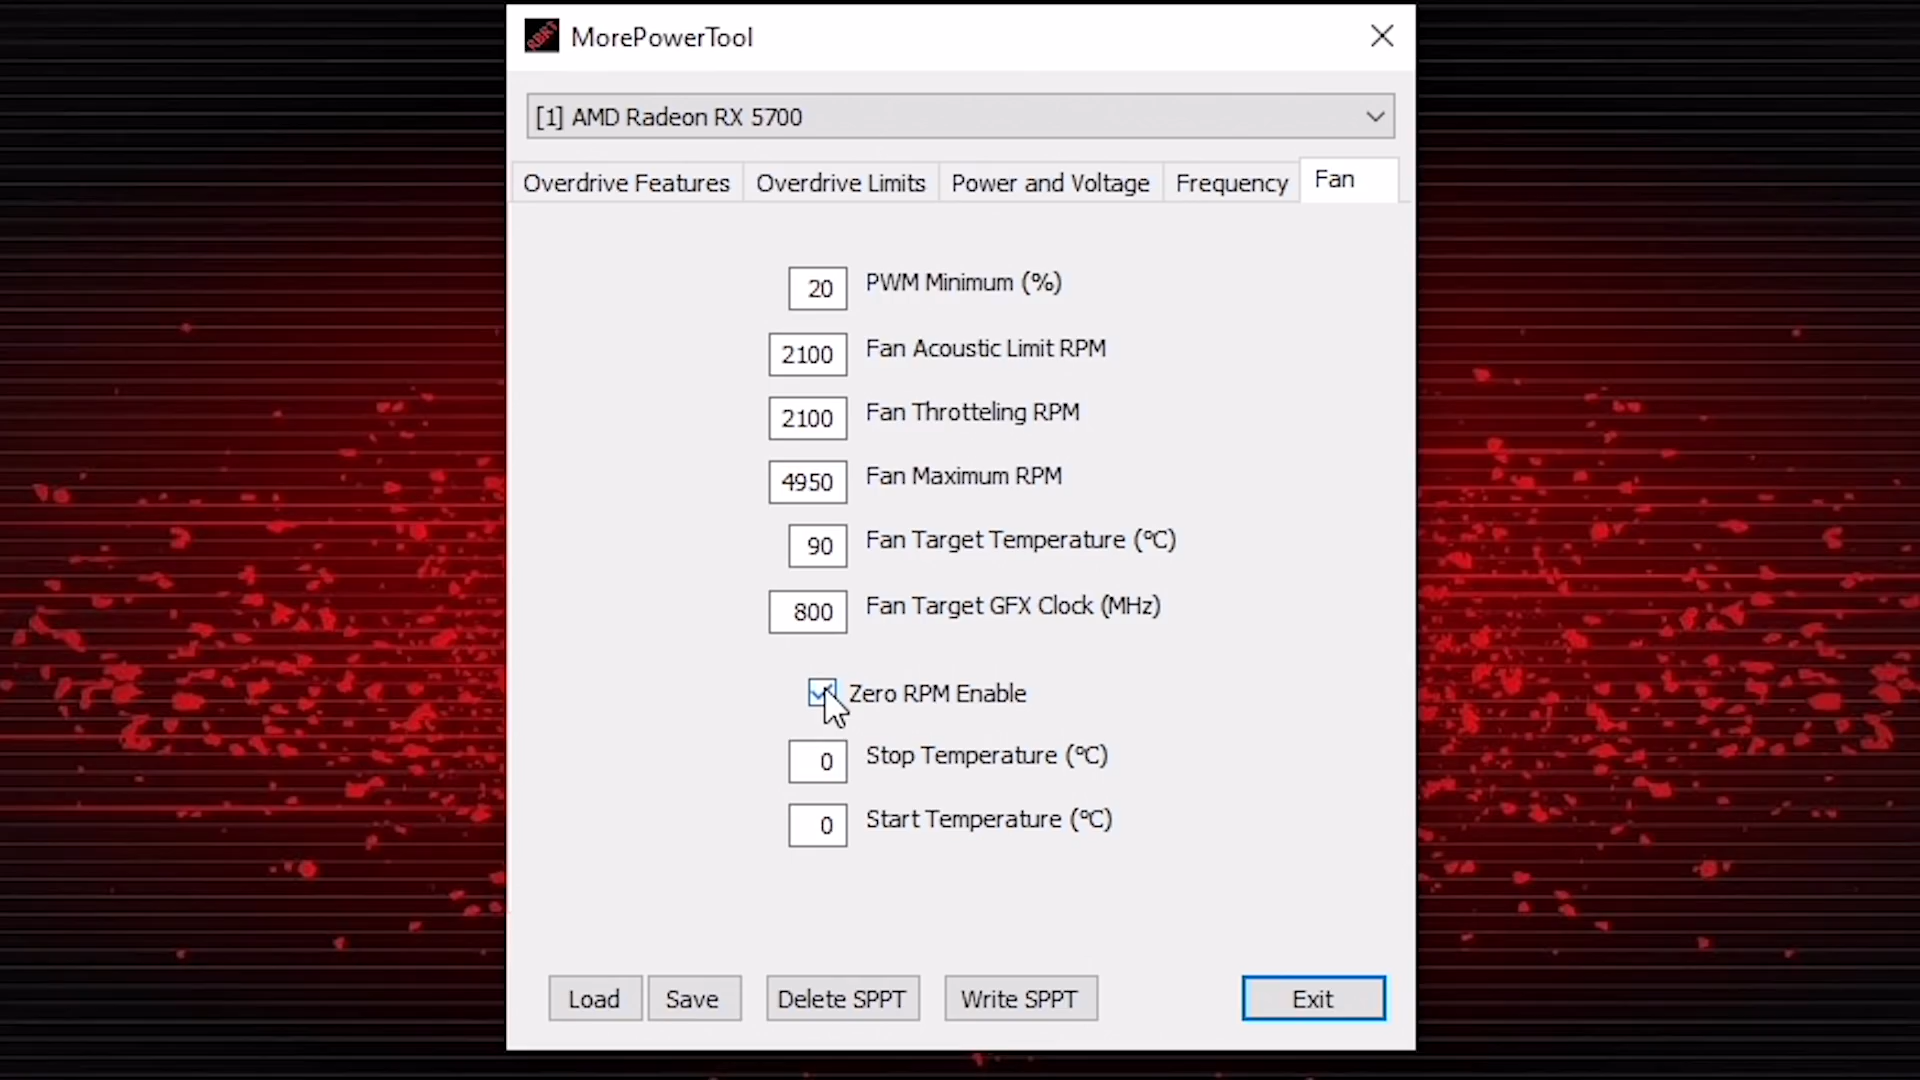 RBRT
MorePowerTool
[1] AMD Radeon RX 5700
Overdrive Features Overdrive Limits Power and Voltage Frequency Fan
20 PWM Minimum (%)
2100 Fan Acoustic Limit RPM
2100 Fan Throtteling RPM
4950 Fan Maximum RPM
90 Fan Target Temperature (°C)
800 Fan Target GFX Clock (MHz)
Zero RPM Enable
0 Stop Temperature (°C)
0 Start Temperature (°C)
Load Save Delete SPPT Write SPPT Exit